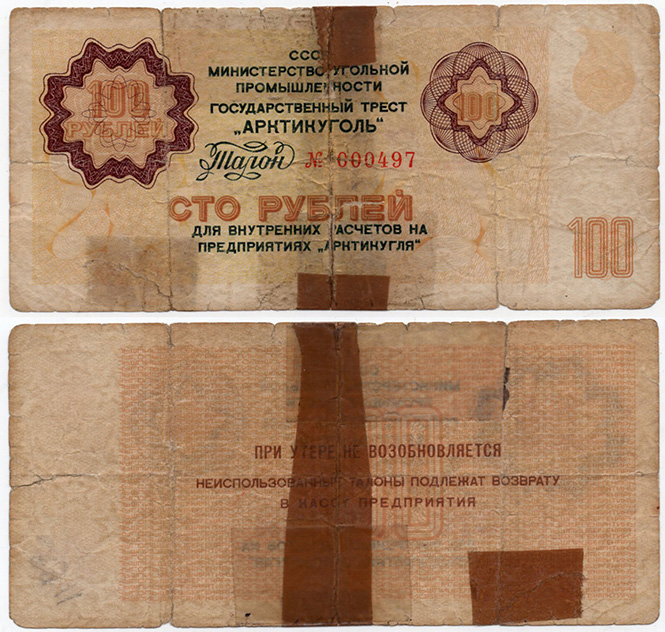 СССР
МИНИСТЕРСТВО УГОЛЬНОЙ
ПРОМЫШЛЕННОСТИ
ГОСУДАРСТВЕННЫЙ ТРЕСТ
„АРКТИКУГОЛЬ“
Талон № 000497
100
РУБЛЕЙ
100
СТО РУБЛЕЙ
ДЛЯ ВНУТРЕННИХ РАСЧЕТОВ НА
ПРЕДПРИЯТИЯХ „АРКТИКУГЛЯ“
100
ПРИ УТЕРЕ НЕ ВОЗОБНОВЛЯЕТСЯ
НЕИСПОЛЬЗОВАННЫЕ ТАЛОНЫ ПОДЛЕЖАТ ВОЗВРАТУ
В КАССУ ПРЕДПРИЯТИЯ